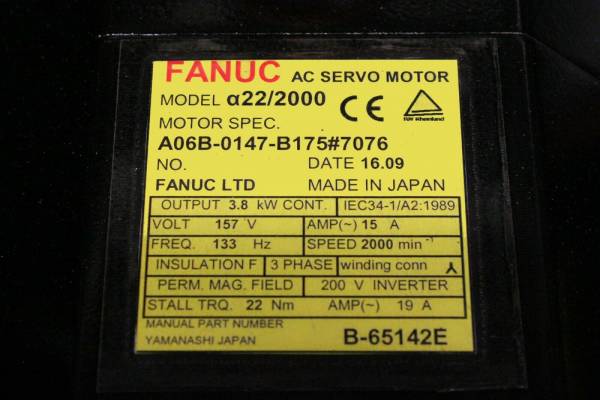 FANUC AC SERVO MOTOR
MODEL α22/2000
TÜV Rheinland
MOTOR SPEC.
A06B-0147-B175#7076
NO. DATE 16.09
FANUC LTD MADE IN JAPAN
OUTPUT 3.8 kW CONT. IEC34-1/A2:1989
VOLT 157 V AMP(~) 15 A
FREQ. 133 Hz SPEED 2000 min⁻¹
INSULATION F 3 PHASE winding conn
PERM. MAG. FIELD 200 V INVERTER
STALL TRQ. 22 Nm AMP(~) 19 A
MANUAL PART NUMBER B-65142E
YAMANASHI JAPAN